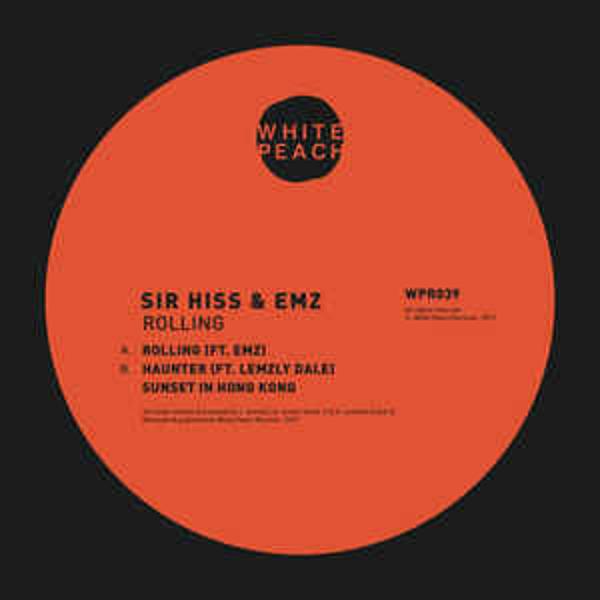 WHITE
PEACH
SIR HISS & EMZ
ROLLING
WPR039
A. ROLLING (FT. EMZ)
B. HAUNTER (FT. LEMZLY DALE)
SUNSET IN HONG KONG